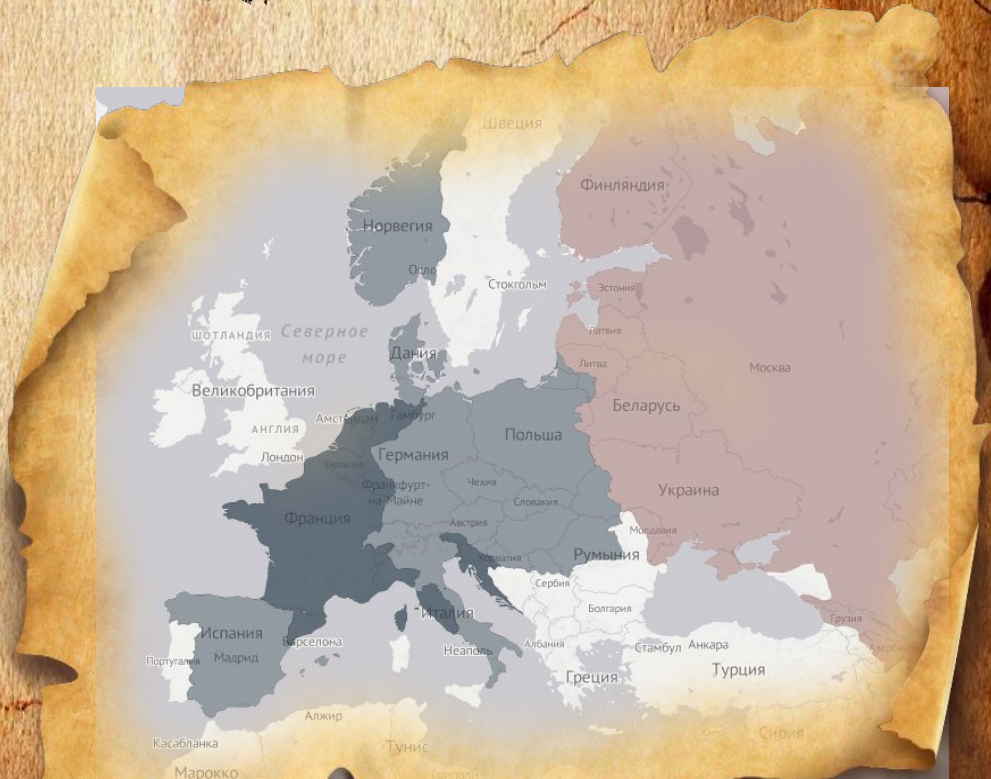 Швеция
Финляндия
Норвегия
Осло
Стокгольм
Эстония
ШОТЛАНДИЯ
Северное
море
Латвия
Дания
Литва
Москва
Великобритания
Беларусь
Амстердам
Гамбург
АНГЛИЯ
Польша
Лондон
Германия
Бельгия
Франкфурт-
на-Майне
Чехия
Украина
Словакия
Франция
Австрия
Молдавия
Хорватия
Румыния
Сербия
Италия
Болгария
Грузия
Испания
Барселона
Албания
Стамбул
Анкара
Неаполь
Португалия
Мадрид
Турция
Греция
Алжир
Сирия
Касабланка
Тунис
Марокко
Триполи